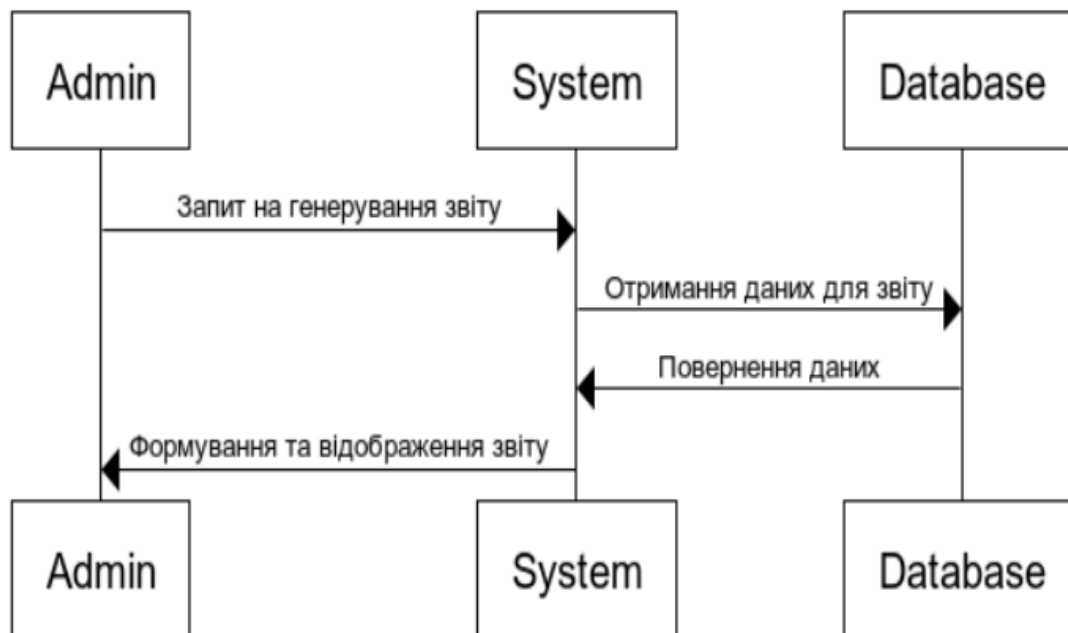 Admin
System
Database
Запит на генерування звіту
Отримання даних для звіту
Повернення даних
Формування та відображення звіту
Admin
System
Database